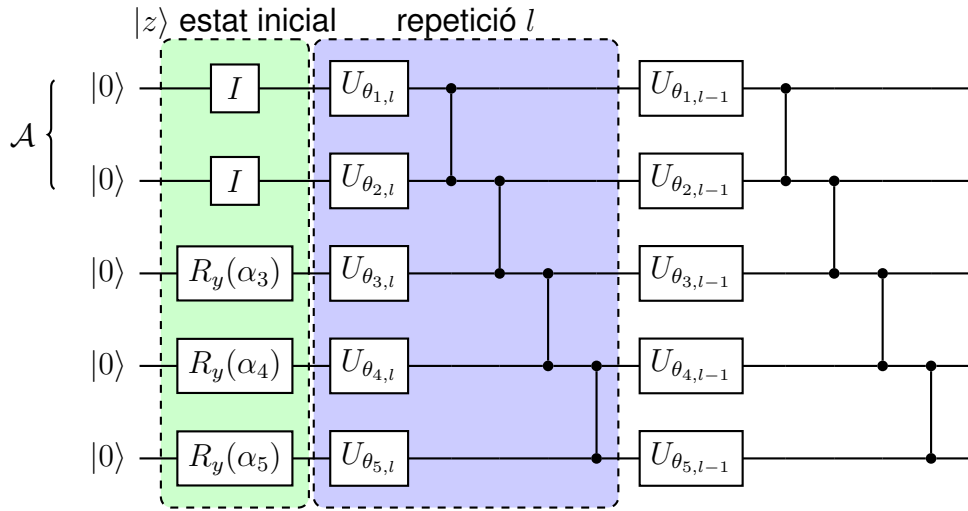 |z⟩ estat inicial repetició l
|0⟩ I U_{θ_{1,l}} U_{θ_{1,l−1}}
𝒜 {
|0⟩ I U_{θ_{2,l}} U_{θ_{2,l−1}}
|0⟩ R_y(α_3) U_{θ_{3,l}} U_{θ_{3,l−1}}
|0⟩ R_y(α_4) U_{θ_{4,l}} U_{θ_{4,l−1}}
|0⟩ R_y(α_5) U_{θ_{5,l}} U_{θ_{5,l−1}}